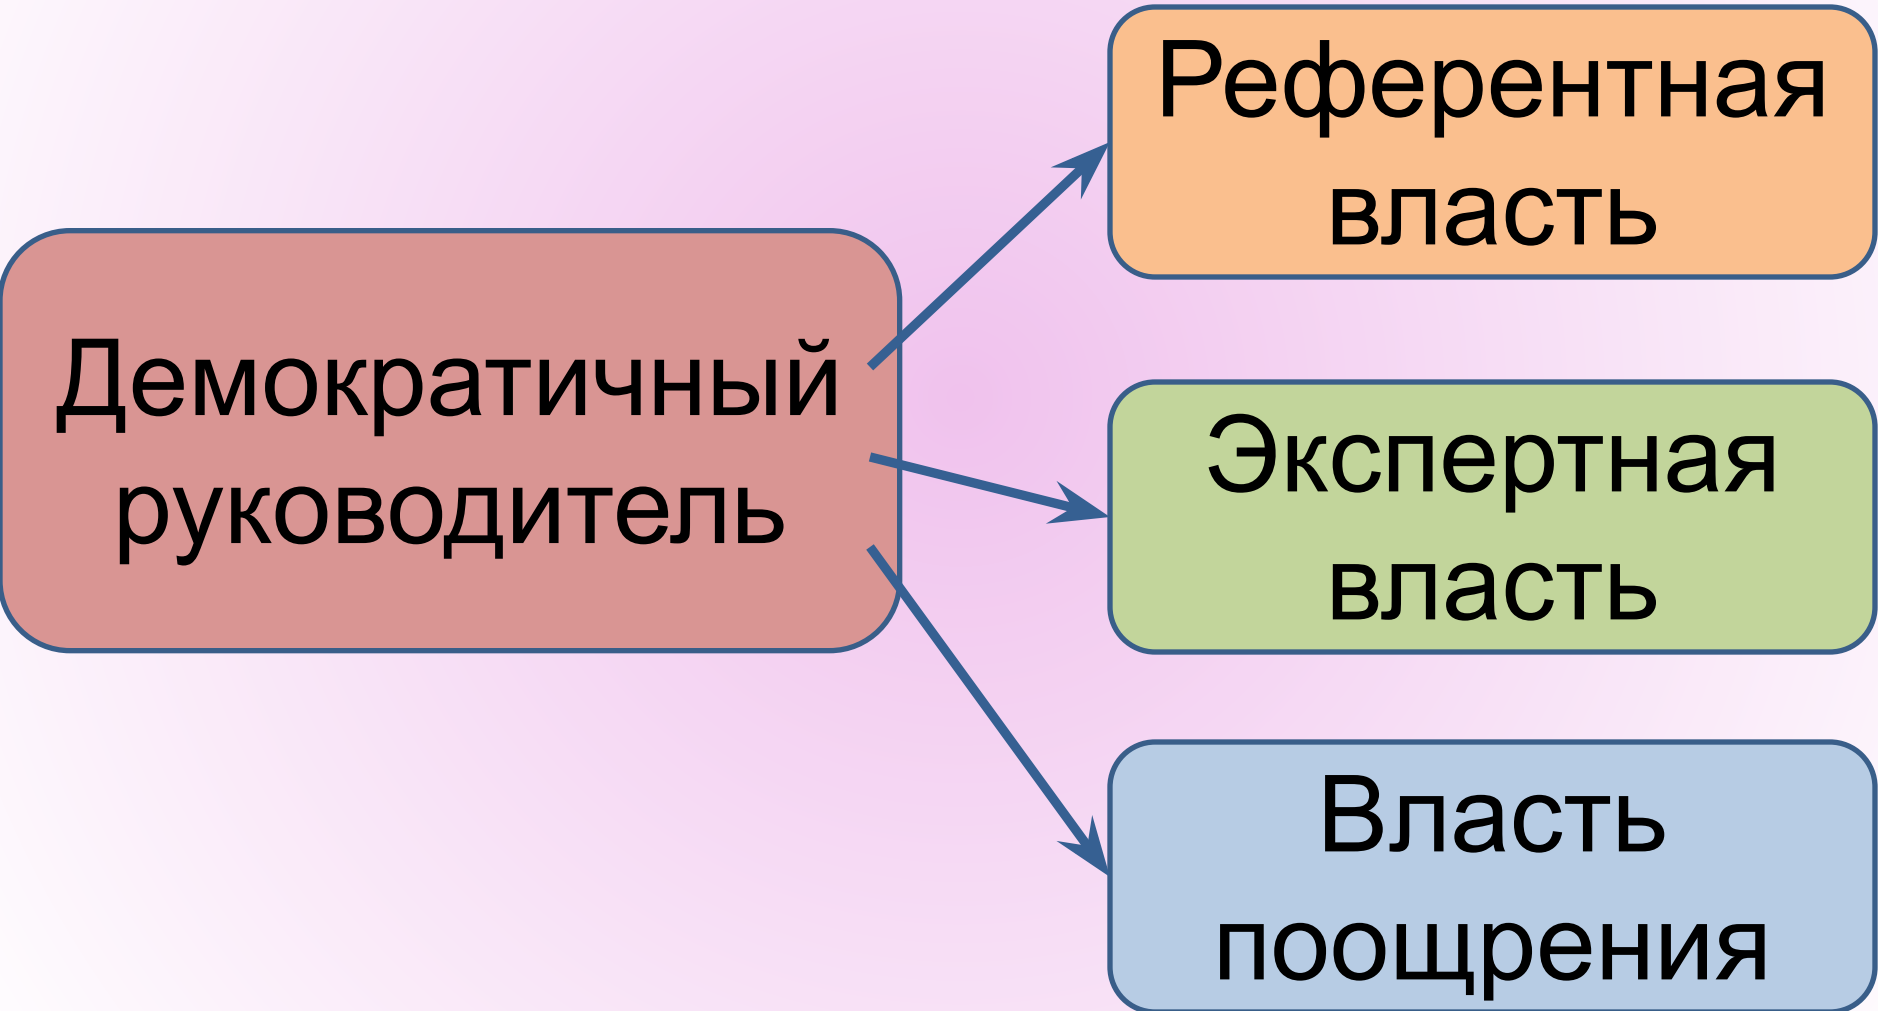 Демократичный
руководитель
Референтная
власть
Экспертная
власть
Власть
поощрения